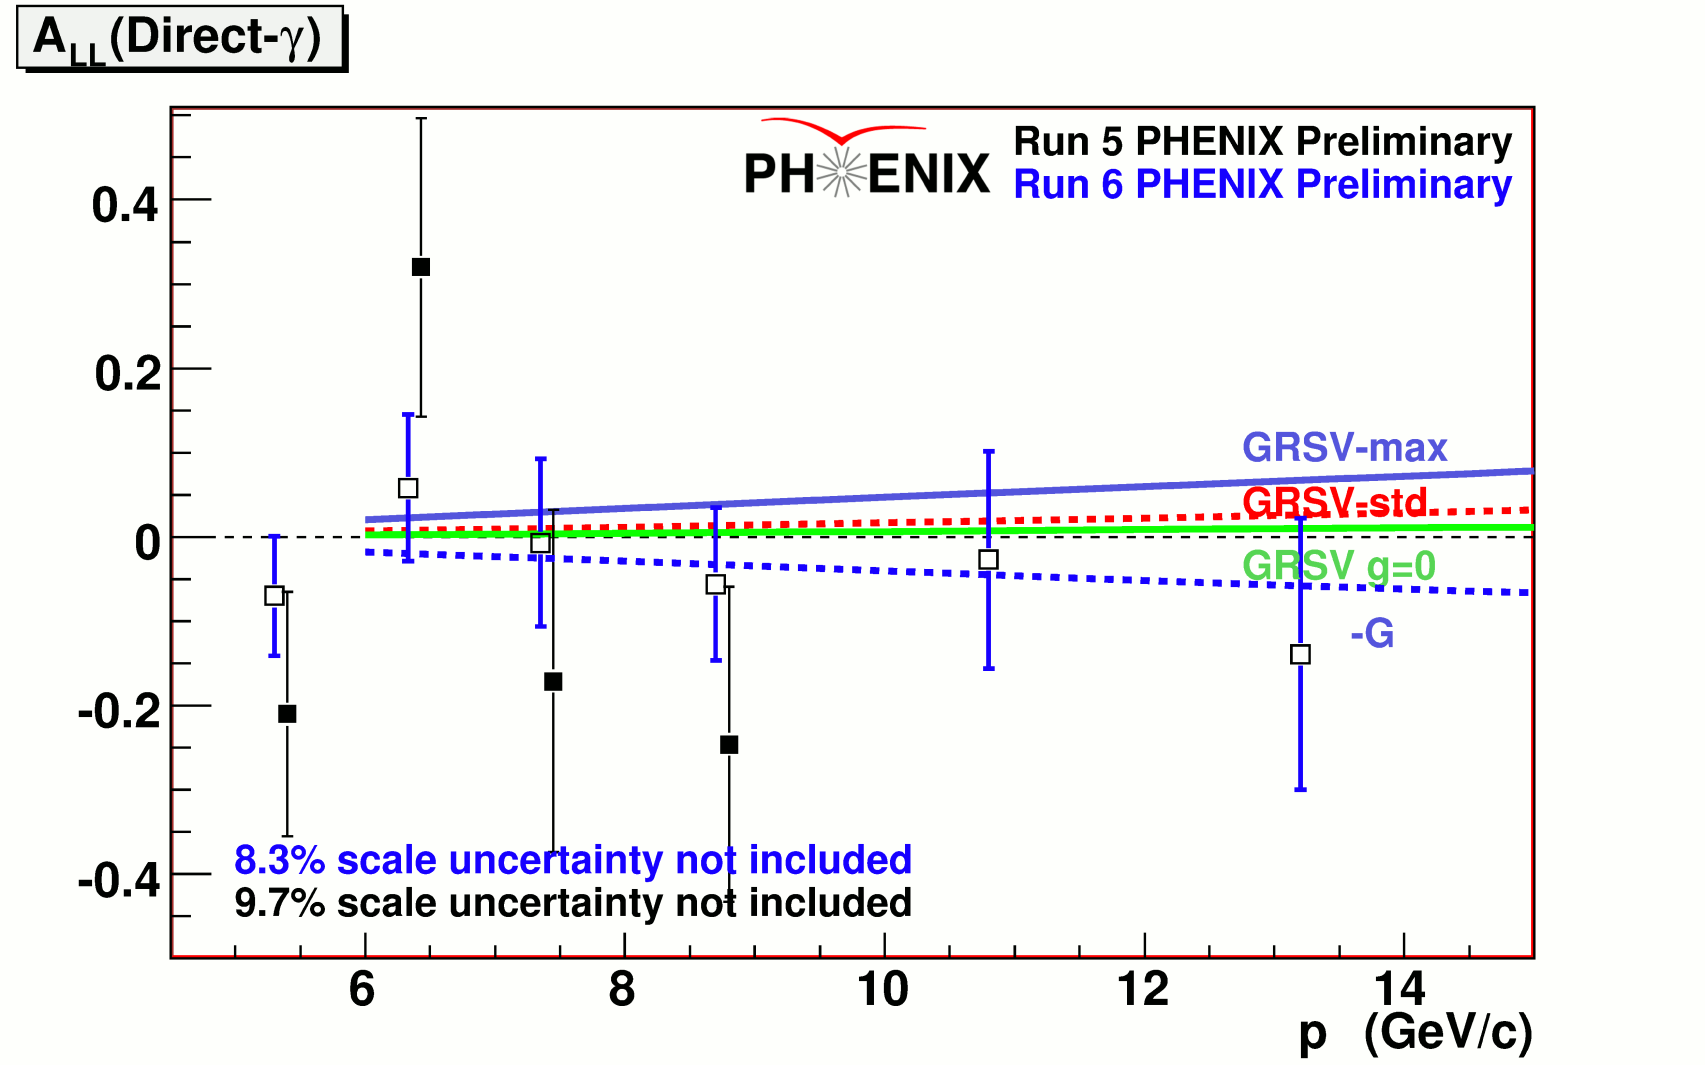 A_LL(Direct-γ)
PHENIX
Run 5 PHENIX Preliminary
Run 6 PHENIX Preliminary
0.4
0.2
0
-0.2
-0.4
GRSV-max
GRSV-std
GRSV g=0
-G
8.3% scale uncertainty not included
9.7% scale uncertainty not included
6 8 10 12 14
p (GeV/c)